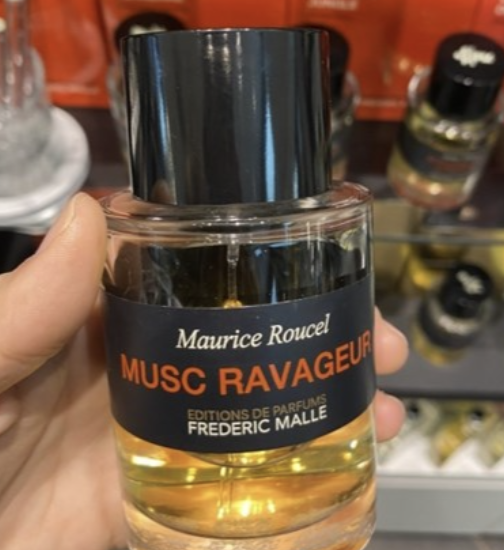 Maurice Roucel
MUSC RAVAGEUR
EDITIONS DE PARFUMS
FREDERIC MALLE